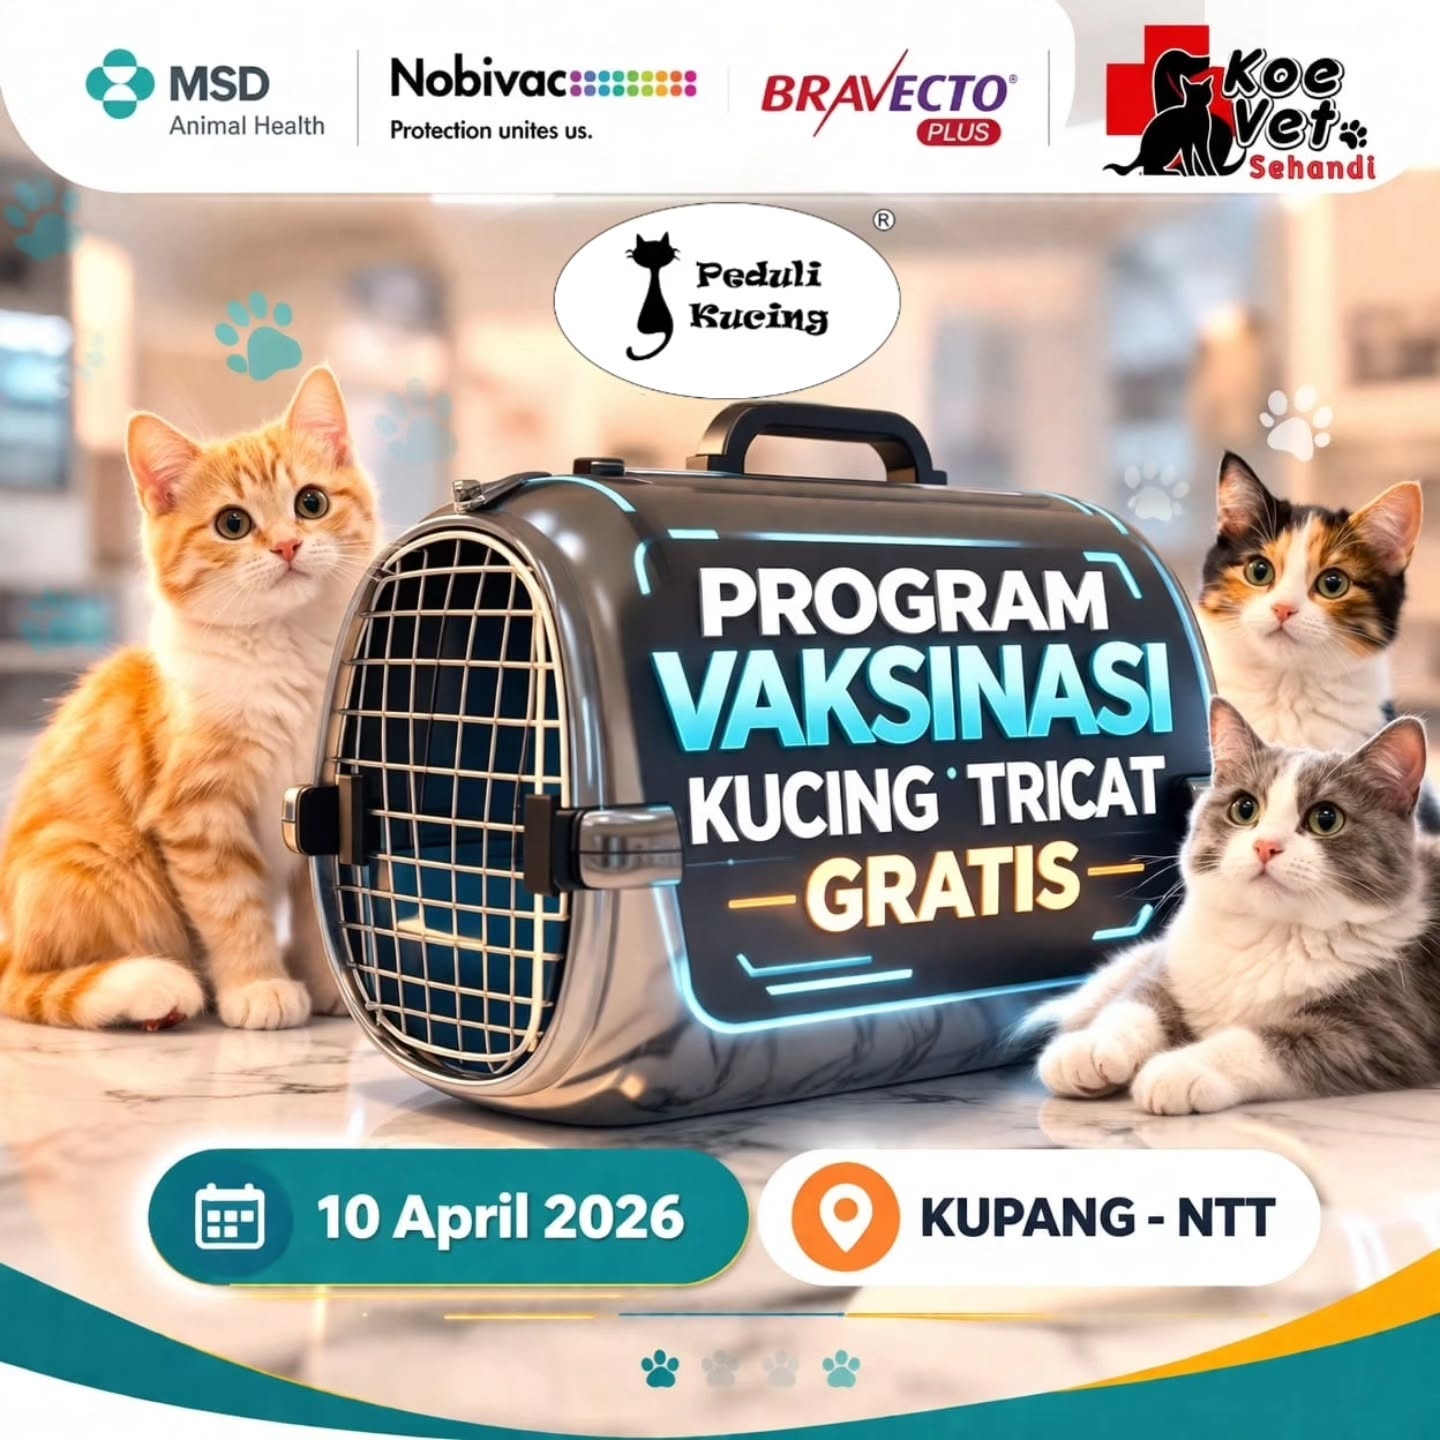 MSD
Animal Health
Nobivac
Protection unites us.
BRAVECTO®
PLUS
Koe
Vet
Sehandi
®
Peduli
Kucing
PROGRAM
VAKSINASI
KUCING • TRICAT
GRATIS
10 April 2026
KUPANG - NTT